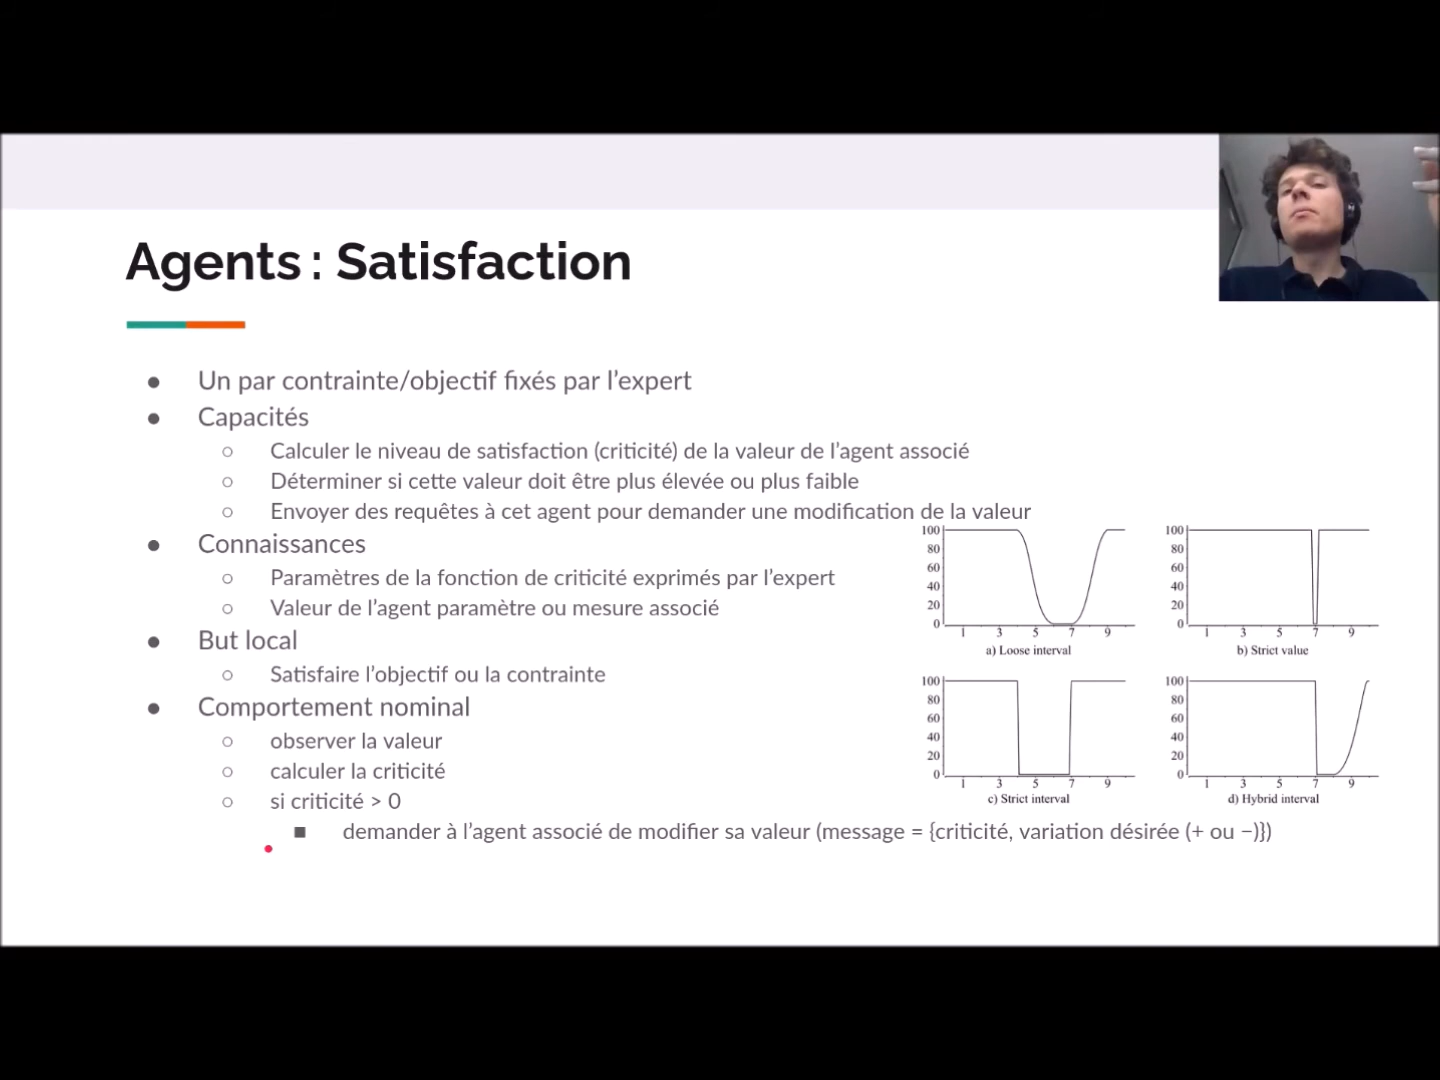 Agents : Satisfaction
● Un par contrainte/objectif fixés par l’expert
● Capacités
○ Calculer le niveau de satisfaction (criticité) de la valeur de l’agent associé
○ Déterminer si cette valeur doit être plus élevée ou plus faible
○ Envoyer des requêtes à cet agent pour demander une modification de la valeur
● Connaissances
○ Paramètres de la fonction de criticité exprimés par l’expert
○ Valeur de l’agent paramètre ou mesure associé
● But local
○ Satisfaire l’objectif ou la contrainte
● Comportement nominal
○ observer la valeur
○ calculer la criticité
○ si criticité > 0
■ demander à l’agent associé de modifier sa valeur (message = {criticité, variation désirée (+ ou −)})
100
80
60
40
20
0
1 3 5 7 9
a) Loose interval
100
80
60
40
20
0
1 3 5 7 9
b) Strict value
100
80
60
40
20
0
1 3 5 7 9
c) Strict interval
100
80
60
40
20
0
1 3 5 7 9
d) Hybrid interval